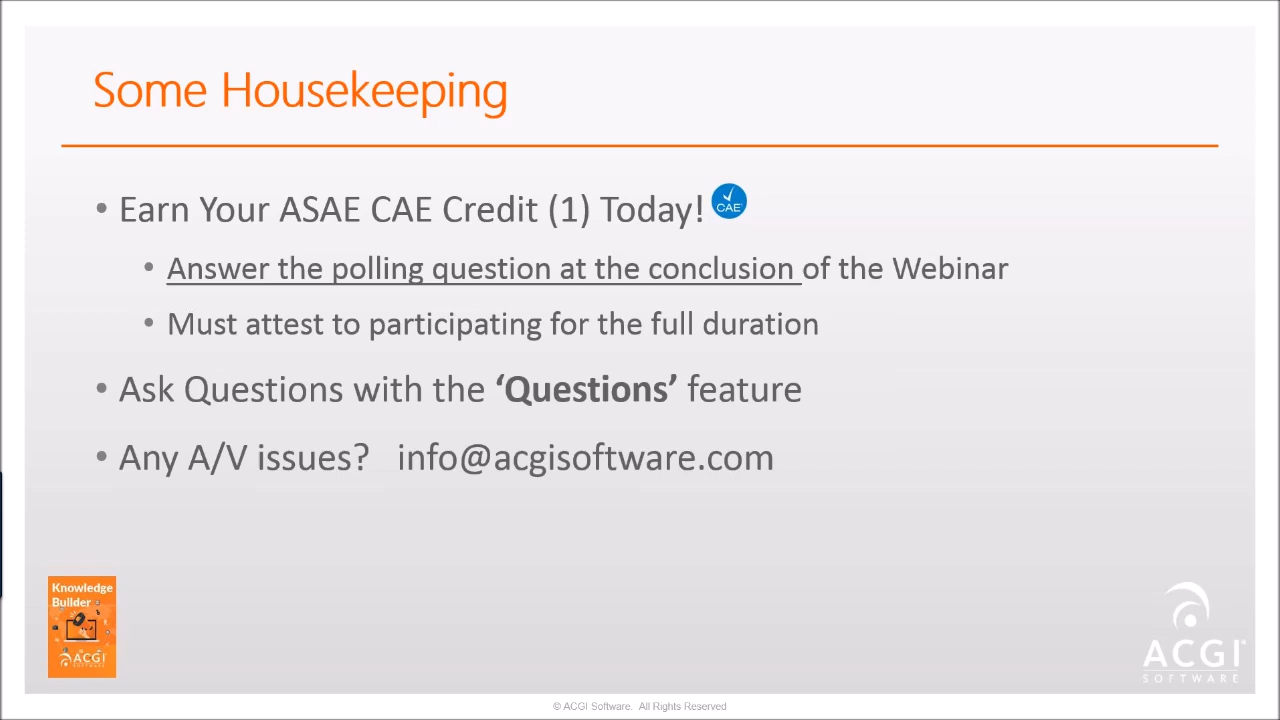 Some Housekeeping
• Earn Your ASAE CAE Credit (1) Today!
CAE
• Answer the polling question at the conclusion of the Webinar
• Must attest to participating for the full duration
• Ask Questions with the ‘Questions’ feature
• Any A/V issues? info@acgisoftware.com
Knowledge
Builder
ACGI
SOFTWARE
ACGI®
SOFTWARE
© ACGI Software. All Rights Reserved